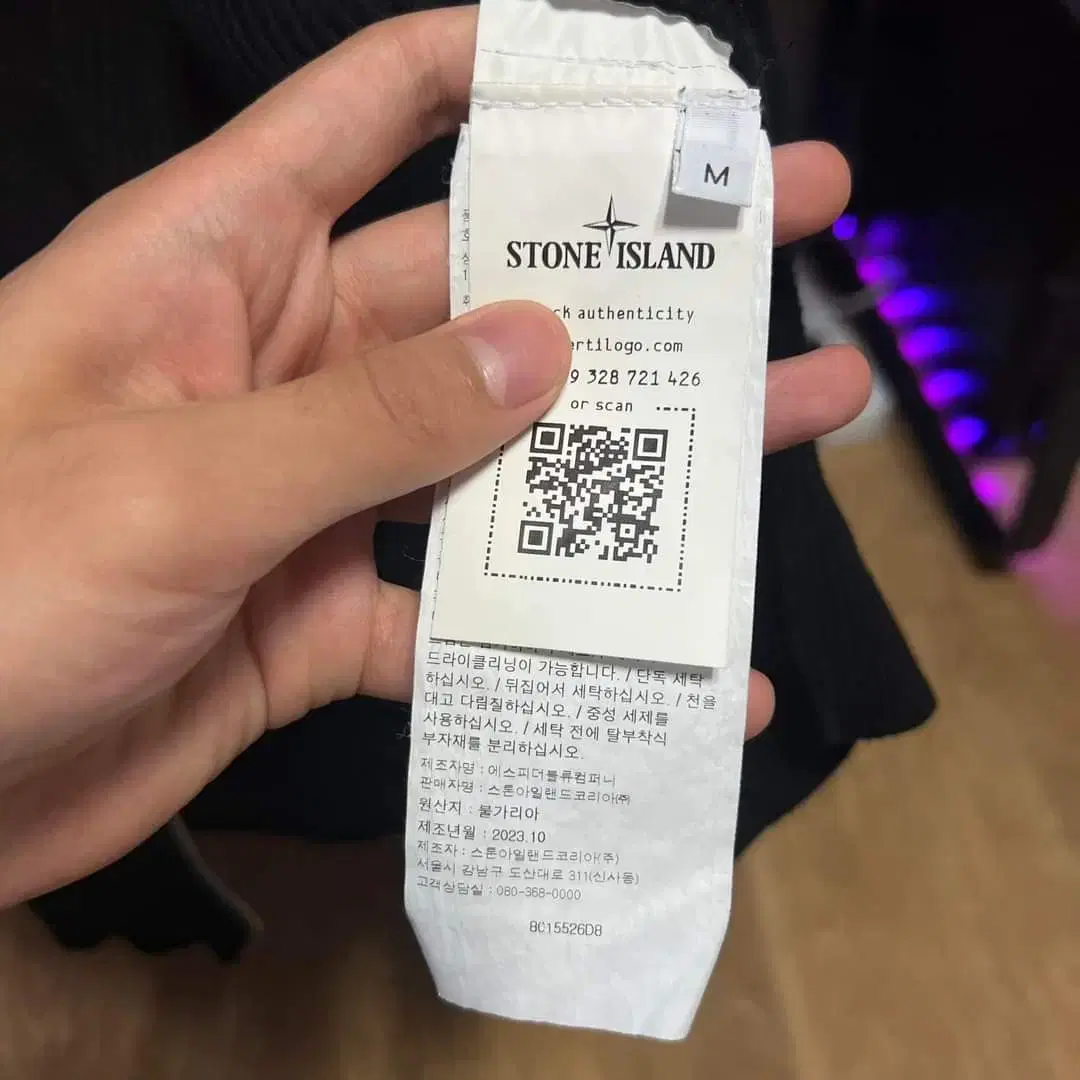 M
STONE ISLAND
ck authenticity
ertilogo.com
9 328 721 426
or scan
드라이클리닝이 가능합니다. / 단독 세탁
하십시오. / 뒤집어서 세탁하십시오. / 천을
대고 다림질하십시오. / 중성 세제를
사용하십시오. / 세탁 전에 탈부착식
부자재를 분리하십시오.
제조자명 : 에스피더블류컴퍼니
판매자명 : 스톤아일랜드코리아(주)
원산지 : 불가리아
제조년월 : 2023.10
제조자 : 스톤아일랜드코리아(주)
서울시 강남구 도산대로 311(신사동)
고객상담실 : 080-368-0000
8C15526D8